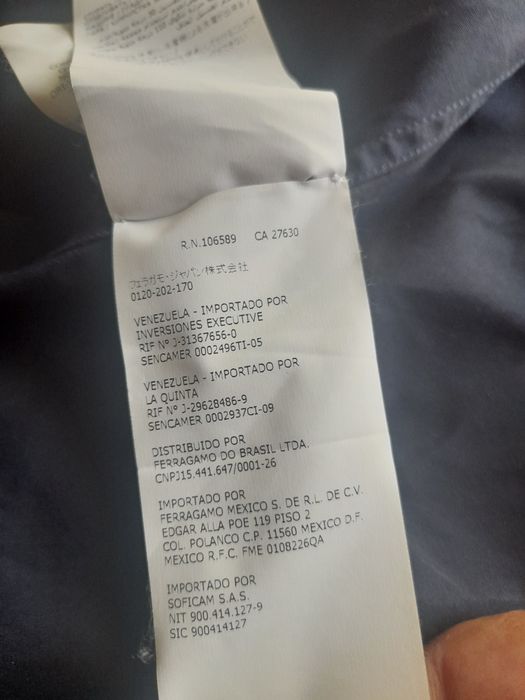 R.N.106589 CA 27630
フェラガモ・ジャパン株式会社
0120-202-170
VENEZUELA - IMPORTADO POR
INVERSIONES EXECUTIVE
RIF Nº J-31367656-0
SENCAMER 0002496TI-05
VENEZUELA - IMPORTADO POR
LA QUINTA
RIF Nº J-29628486-9
SENCAMER 0002937CI-09
DISTRIBUIDO POR
FERRAGAMO DO BRASIL LTDA.
CNPJ15.441.647/0001-26
IMPORTADO POR
FERRAGAMO MEXICO S. DE R.L. DE C.V.
EDGAR ALLA POE 119 PISO 2
COL. POLANCO C.P. 11560 MEXICO D.F.
MEXICO R.F.C. FME 0108226QA
IMPORTADO POR
SOFICAM S.A.S.
NIT 900.414.127-9
SIC 900414127